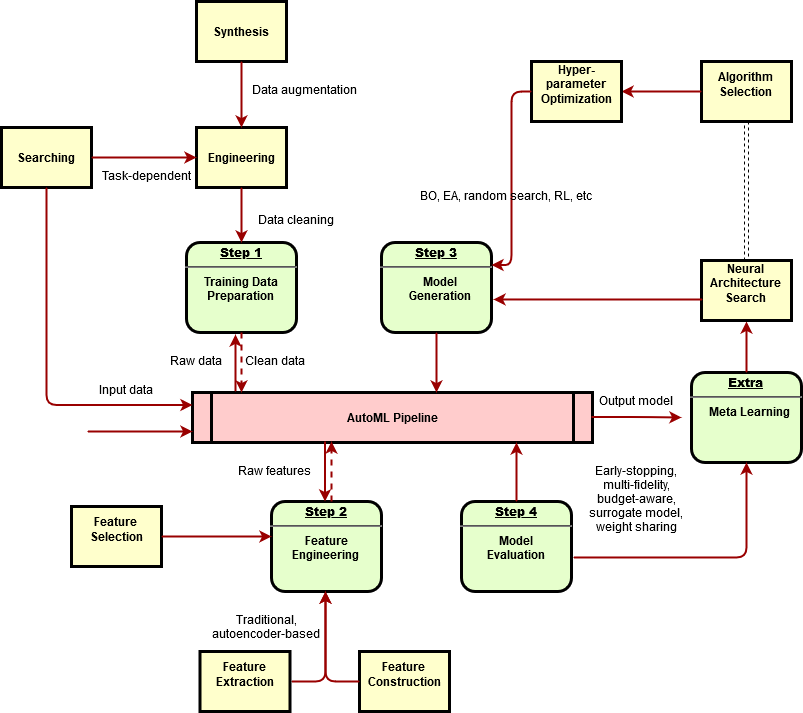 Synthesis
Data augmentation
Hyper-
parameter
Optimization
Algorithm
Selection
Searching
Task-dependent
Engineering
Data cleaning
BO, EA, random search, RL, etc
Step 1
Training Data
Preparation
Step 3
Model
Generation
Neural
Architecture
Search
Raw data
Clean data
Input data
AutoML Pipeline
Output model
Extra
Meta Learning
Raw features
Early-stopping,
multi-fidelity,
budget-aware,
surrogate model,
weight sharing
Feature
Selection
Step 2
Feature
Engineering
Step 4
Model
Evaluation
Traditional,
autoencoder-based
Feature
Extraction
Feature
Construction